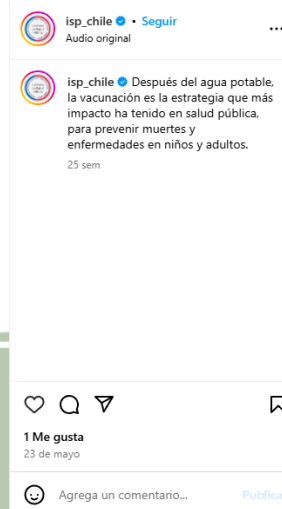 isp_chile • Seguir
Audio original
isp_chile Después del agua potable,
la vacunación es la estrategia que más
impacto ha tenido en salud pública,
para prevenir muertes y
enfermedades en niños y adultos.
25 sem
1 Me gusta
23 de mayo
Agrega un comentario...
Publica